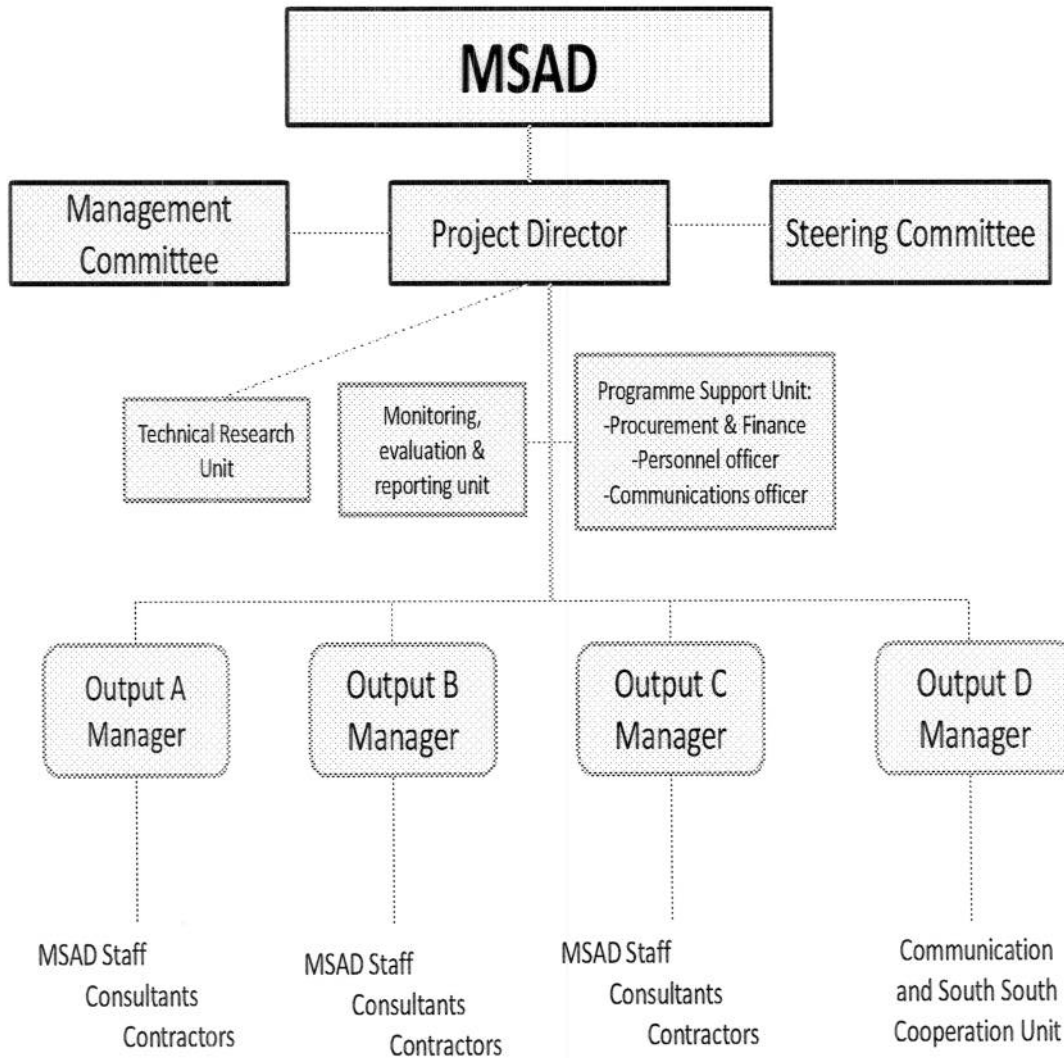 MSAD
Management
Committee
Project Director
Steering Committee
Technical Research
Unit
Monitoring,
evaluation &
reporting unit
Programme Support Unit:
-Procurement & Finance
-Personnel officer
-Communications officer
Output A
Manager
Output B
Manager
Output C
Manager
Output D
Manager
MSAD Staff
Consultants
Contractors
MSAD Staff
Consultants
Contractors
MSAD Staff
Consultants
Contractors
Communication
and South South
Cooperation Unit